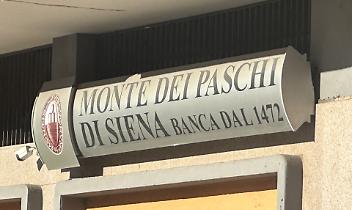 MONTE DEI PASCHI
DI SIENA BANCA DAL 1472